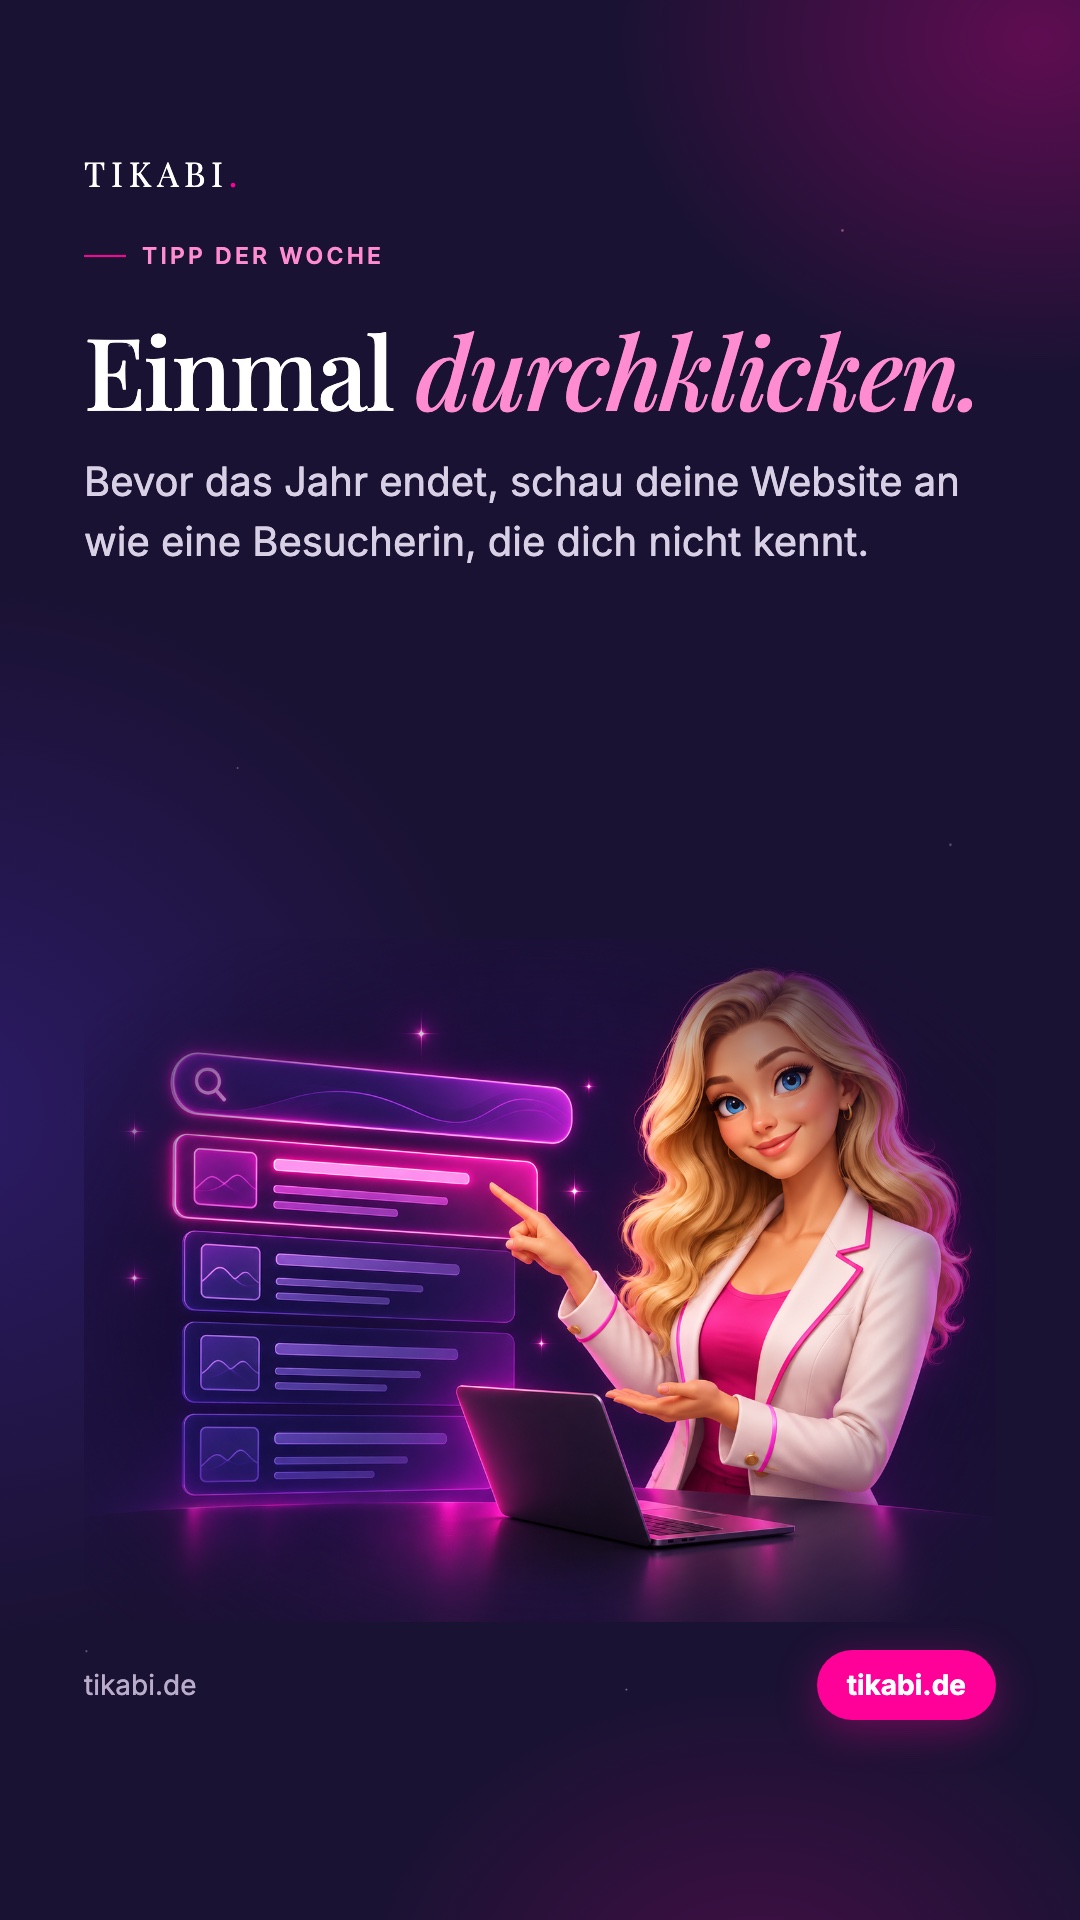 TIKABI.
TIPP DER WOCHE
Einmal durchklicken.
Bevor das Jahr endet, schau deine Website an
wie eine Besucherin, die dich nicht kennt.
tikabi.de
tikabi.de